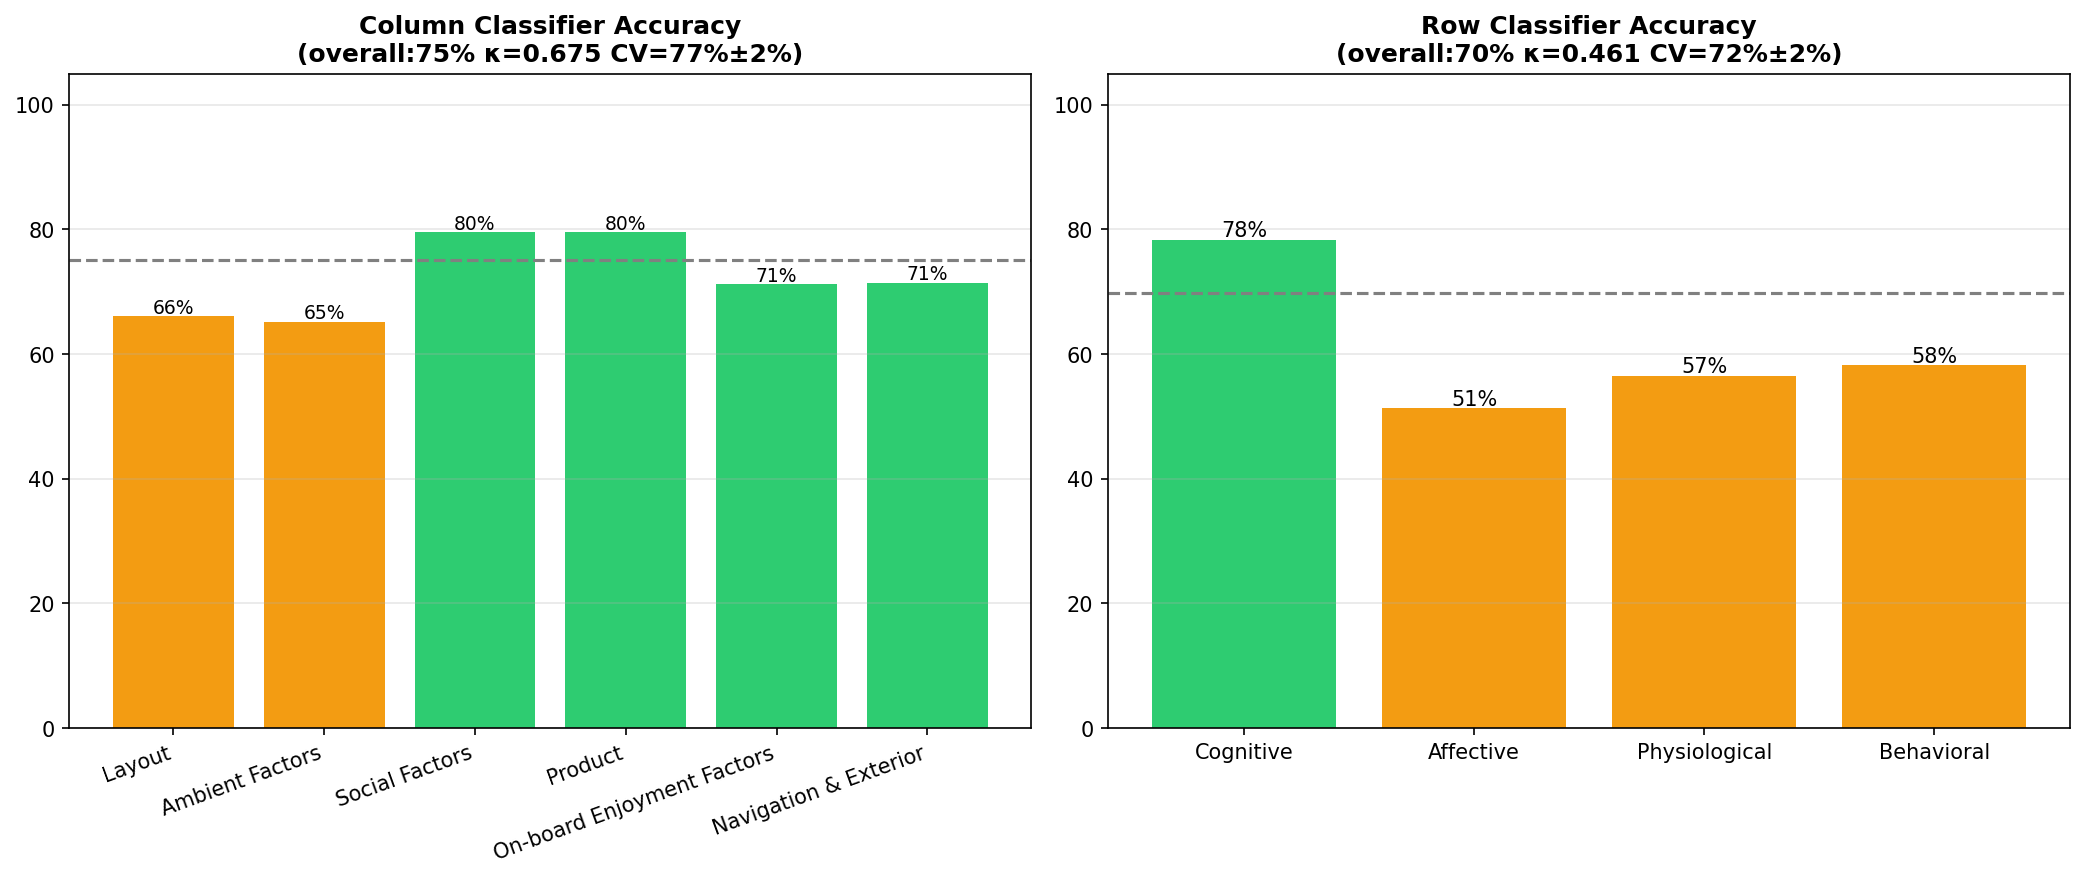 Column Classifier Accuracy
(overall:75% κ=0.675 CV=77%±2%)
100
80
60
40
20
0
66%
65%
80%
80%
71%
71%
Layout
Ambient Factors
Social Factors
Product
On-board Enjoyment Factors
Navigation & Exterior
Row Classifier Accuracy
(overall:70% κ=0.461 CV=72%±2%)
100
80
60
40
20
0
78%
51%
57%
58%
Cognitive
Affective
Physiological
Behavioral